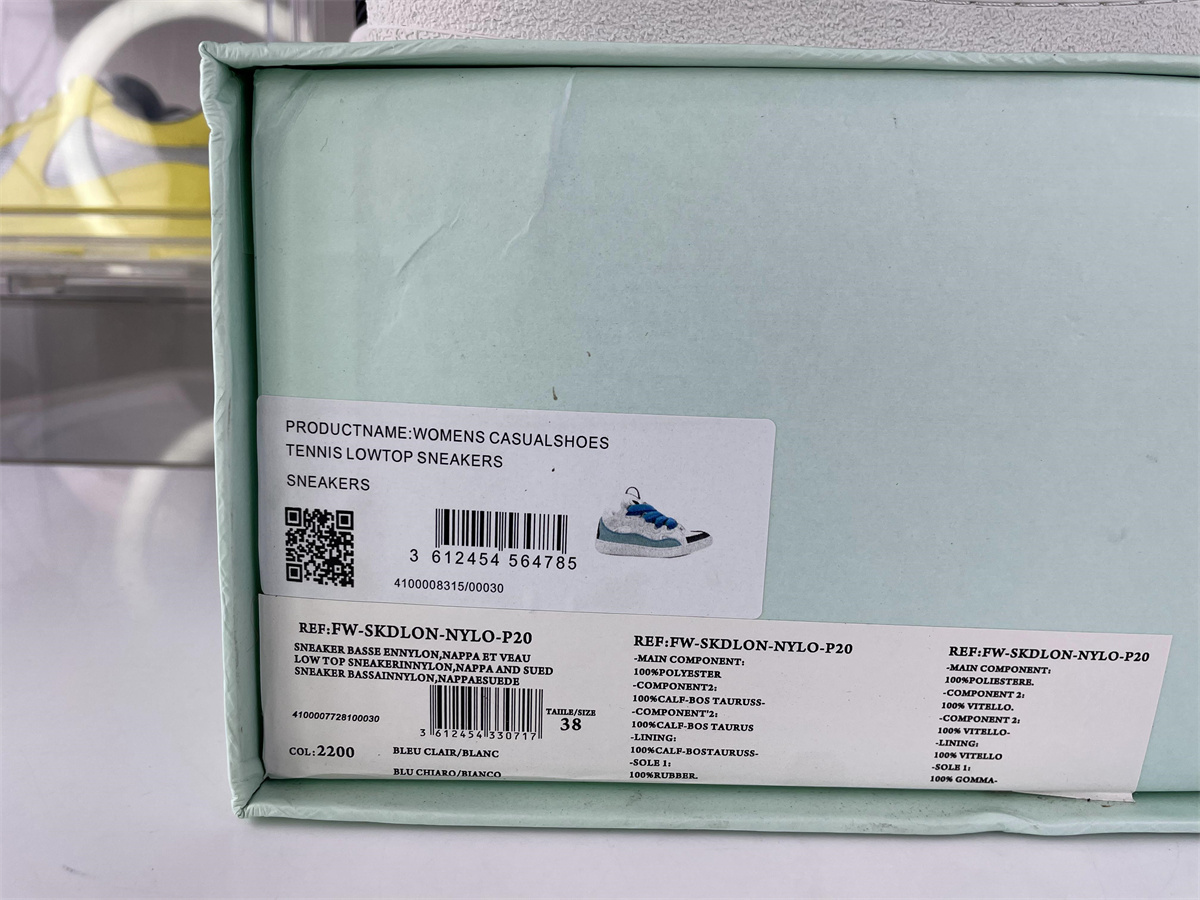 PRODUCTNAME:WOMENS CASUALSHOES
TENNIS LOWTOP SNEAKERS
SNEAKERS
3 612454 564785
4100008315/00030
REF:FW-SKDLON-NYLO-P20
SNEAKER BASSE ENNYLON,NAPPA ET VEAU
LOW TOP SNEAKERINNYLON,NAPPA AND SUED
SNEAKER BASSAINNYLON,NAPPAESUEDE
4100007728100030
3 612454 330717
TAIILE/SIZE
38
COL:2200
BLEU CLAIR/BLANC
BLU CHIARO/BIANCO
REF:FW-SKDLON-NYLO-P20
-MAIN COMPONENT:
100%POLYESTER
-COMPONENT2:
100%CALF-BOS TAURUSS-
-COMPONENT'2:
100%CALF-BOS TAURUS
-LINING:
100%CALF-BOSTAURUSS-
-SOLE 1:
100%RUBBER.
REF:FW-SKDLON-NYLO-P20
-MAIN COMPONENT:
100%POLIESTERE.
-COMPONENT 2:
100% VITELLO.
-COMPONENT 2:
100% VITELLO-
-LINING:
100% VITELLO
-SOLE 1:
100% GOMMA-